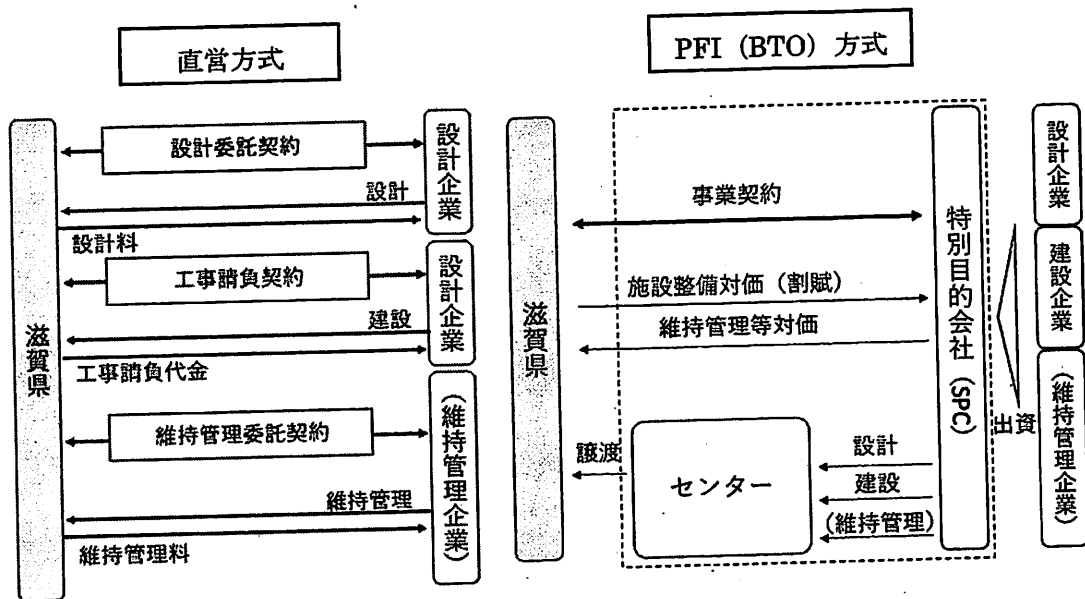 直営方式
滋賀県
設計委託契約
設計
設計料
設計企業
工事請負契約
建設
工事請負代金
設計企業
維持管理委託契約
維持管理
維持管理料
(維持管理企業)
PFI (BTO) 方式
滋賀県
事業契約
施設整備対価(割賦)
維持管理等対価
譲渡
センター
設計
建設
(維持管理)
特別目的会社(SPC)
出資
設計企業
建設企業
(維持管理企業)